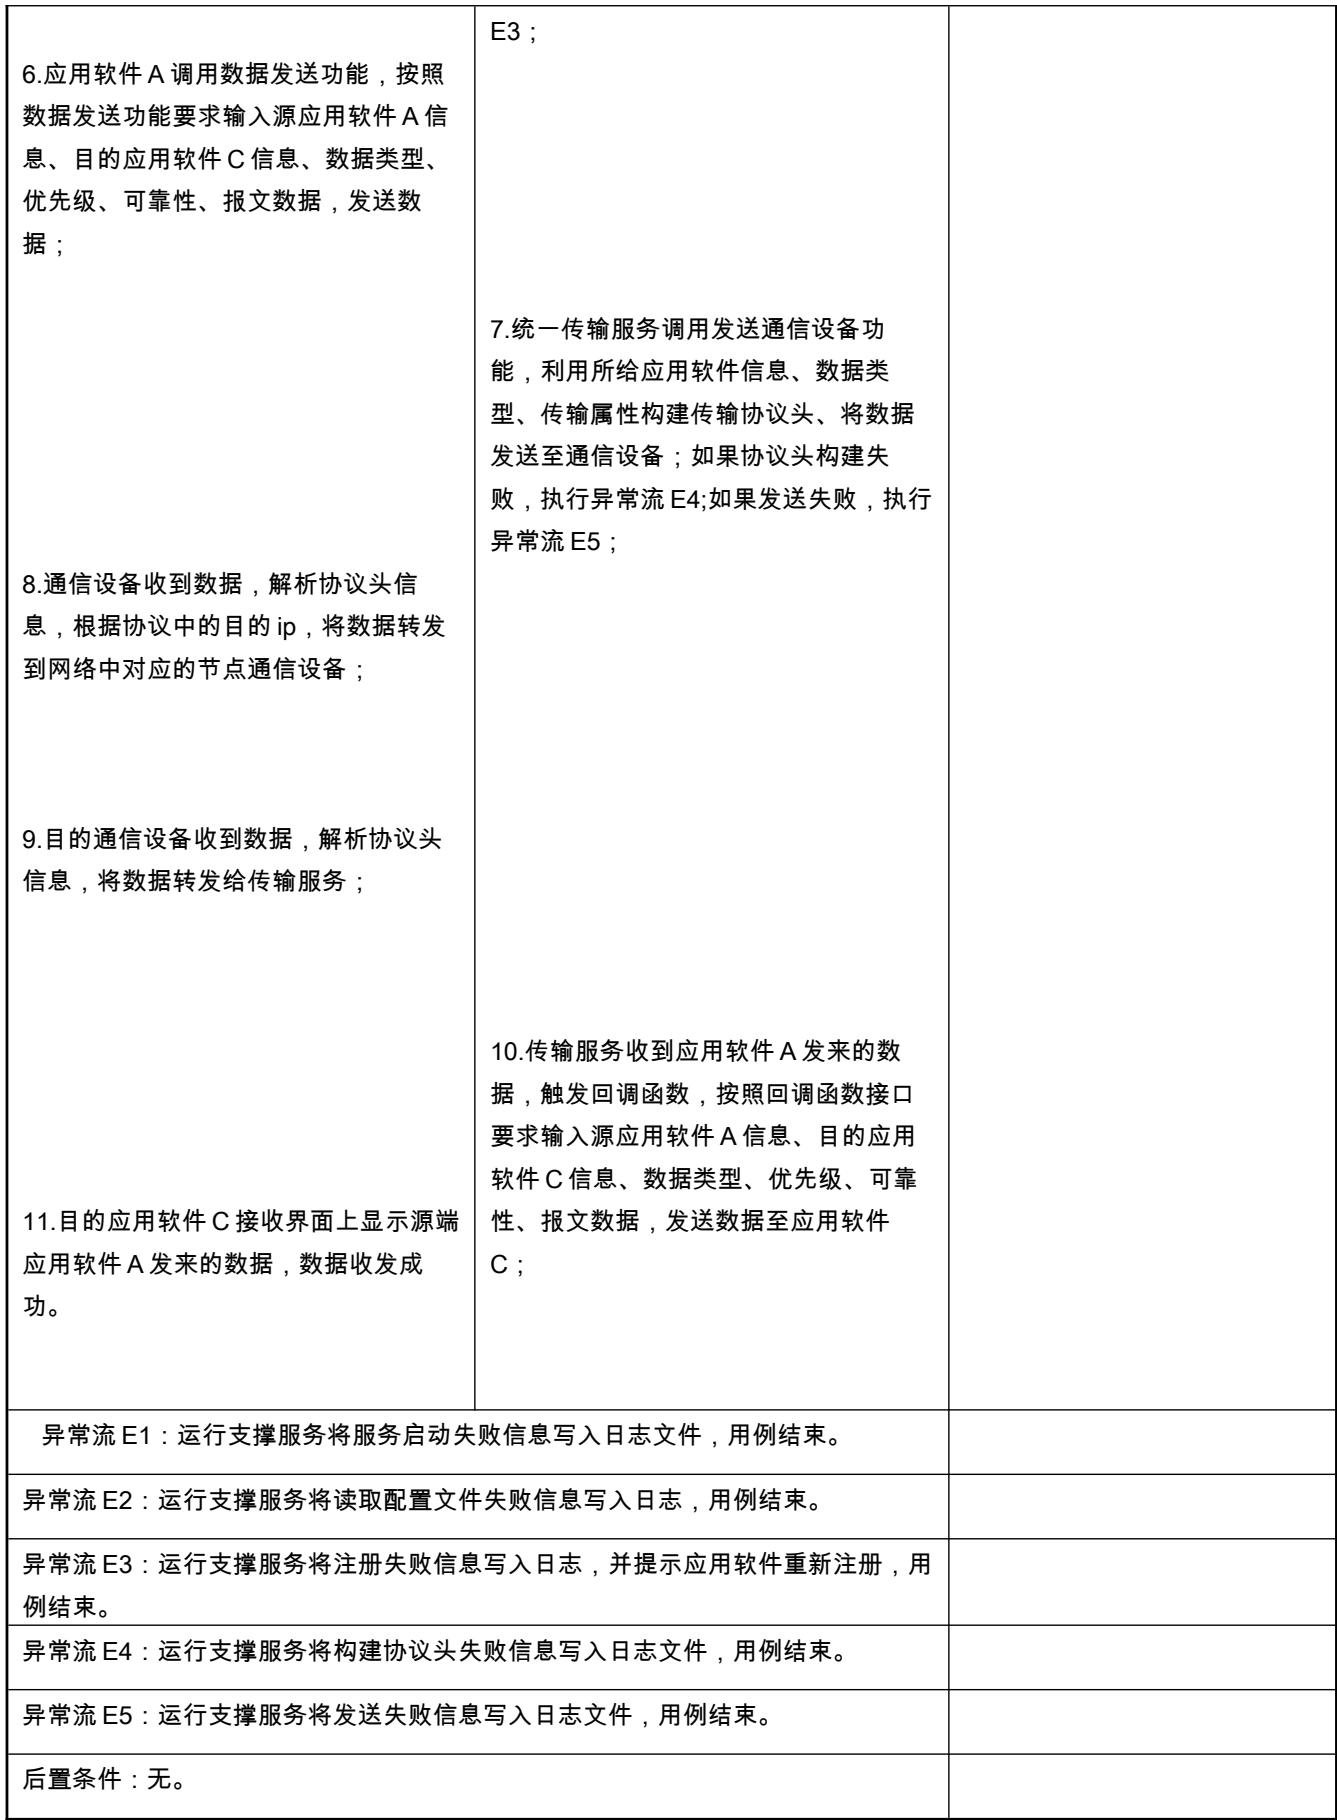 E3；
6.应用软件 A 调用数据发送功能，按照
数据发送功能要求输入源应用软件 A 信
息、目的应用软件 C 信息、数据类型、
优先级、可靠性、报文数据，发送数
据；
7.统一传输服务调用发送通信设备功
能，利用所给应用软件信息、数据类
型、传输属性构建传输协议头、将数据
发送至通信设备；如果协议头构建失
败，执行异常流 E4;如果发送失败，执行
异常流 E5；
8.通信设备收到数据，解析协议头信
息，根据协议中的目的 ip，将数据转发
到网络中对应的节点通信设备；
9.目的通信设备收到数据，解析协议头
信息，将数据转发给传输服务；
10.传输服务收到应用软件 A 发来的数
据，触发回调函数，按照回调函数接口
要求输入源应用软件 A 信息、目的应用
软件 C 信息、数据类型、优先级、可靠
性、报文数据，发送数据至应用软件
C；
11.目的应用软件 C 接收界面上显示源端
应用软件 A 发来的数据，数据收发成
功。
异常流 E1：运行支撑服务将服务启动失败信息写入日志文件，用例结束。
异常流 E2：运行支撑服务将读取配置文件失败信息写入日志，用例结束。
异常流 E3：运行支撑服务将注册失败信息写入日志，并提示应用软件重新注册，用
例结束。
异常流 E4：运行支撑服务将构建协议头失败信息写入日志文件，用例结束。
异常流 E5：运行支撑服务将发送失败信息写入日志文件，用例结束。
后置条件：无。